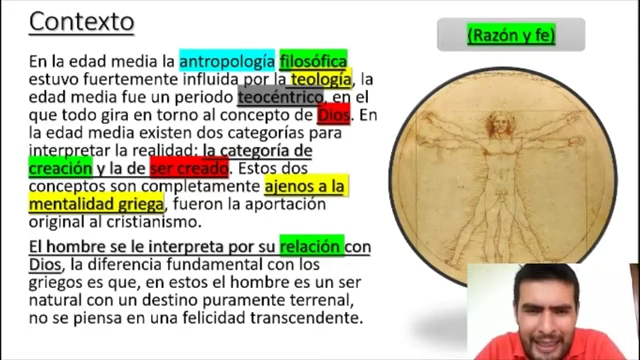 Contexto
(Razón y fe)
En la edad media la antropología filosófica
estuvo fuertemente influida por la teología, la
edad media fue un periodo teocéntrico, en el
que todo gira en torno al concepto de Dios. En
la edad media existen dos categorías para
interpretar la realidad: la categoría de
creación y la de ser creado. Estos dos
conceptos son completamente ajenos a la
mentalidad griega, fueron la aportación
original al cristianismo.
El hombre se le interpreta por su relación con
Dios, la diferencia fundamental con los
griegos es que, en estos el hombre es un ser
natural con un destino puramente terrenal,
no se piensa en una felicidad transcendente.